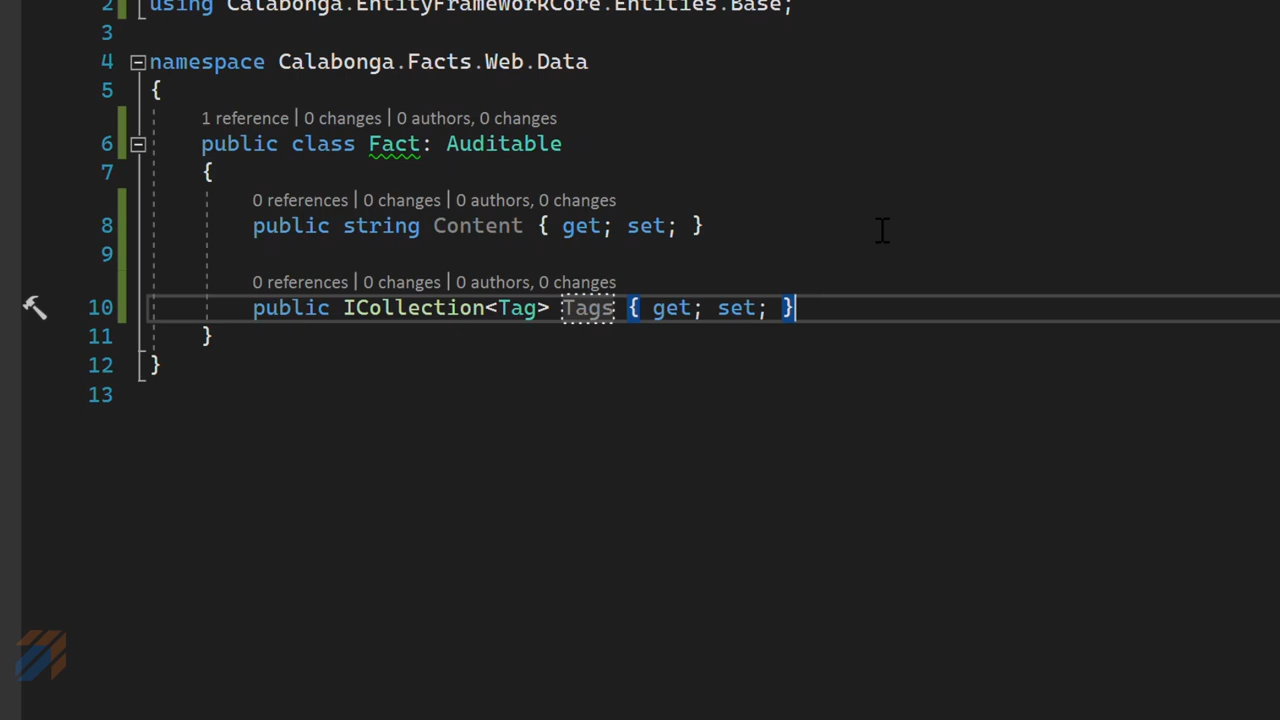 2 using Calabonga.EntityFrameworkCore.Entities.Base;
3
4 namespace Calabonga.Facts.Web.Data
5 {
1 reference | 0 changes | 0 authors, 0 changes
6 public class Fact: Auditable
7 {
0 references | 0 changes | 0 authors, 0 changes
8 public string Content { get; set; }
9
0 references | 0 changes | 0 authors, 0 changes
10 public ICollection<Tag> Tags { get; set; }
11 }
12 }
13